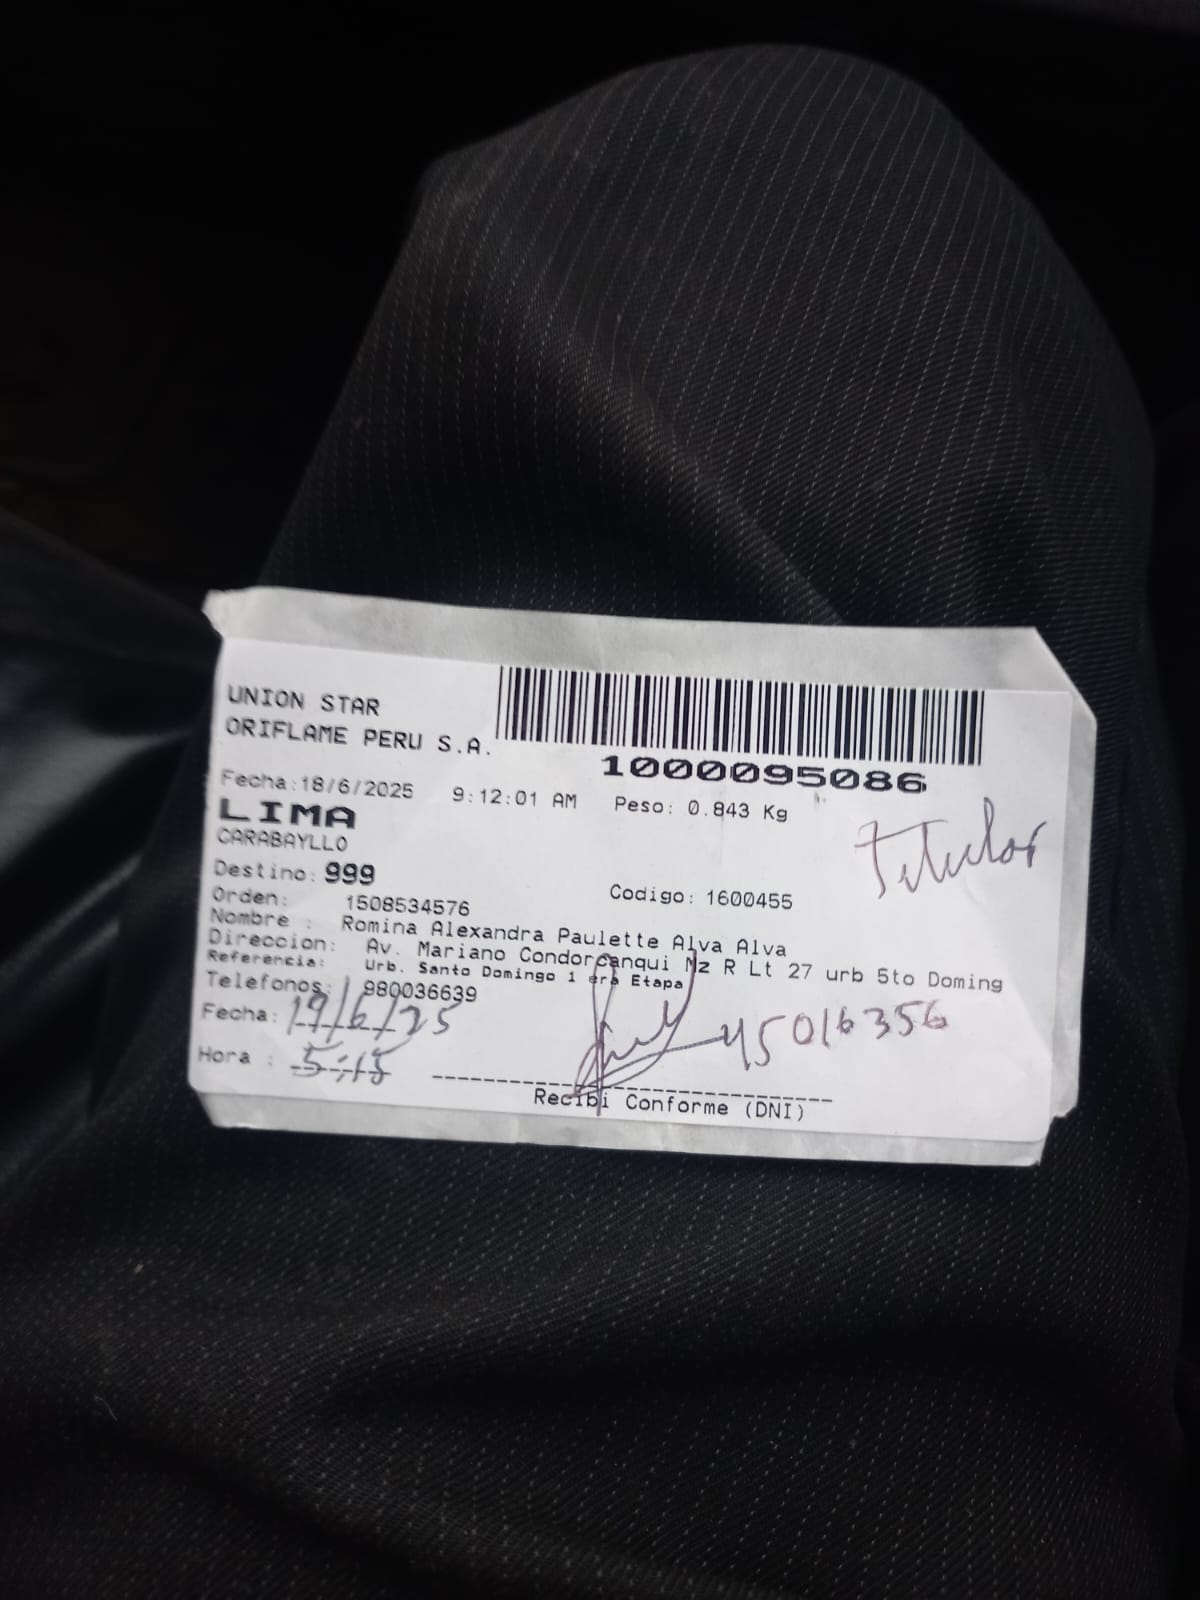 UNION STAR
ORIFLAME PERU S.A.
1000095086
Fecha:18/6/2025 9:12:01 AM Peso: 0.843 Kg
LIMA
CARABAYLLO
Titular
Destino: 999
Orden: 1508534576 Codigo: 1600455
Nombre : Romina Alexandra Paulette Alva Alva
Direccion: Av. Mariano Condorcanqui Mz R Lt 27 urb 5to Doming
Referencia: Urb. Santo Domingo 1 era Etapa
Telefonos: 980036639
Fecha: 19/6/25
45016356
Hora : 5:15
Recibi Conforme (DNI)